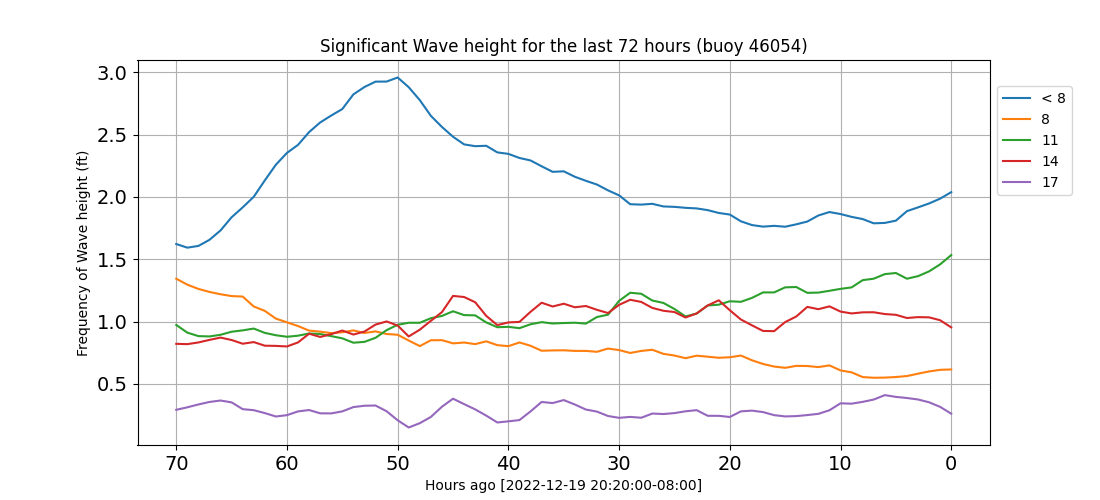 Significant Wave height for the last 72 hours (buoy 46054)
3.0
2.5
2.0
1.5
1.0
0.5
Frequency of Wave height (ft)
70 60 50 40 30 20 10 0
Hours ago [2022-12-19 20:20:00-08:00]
< 8
8
11
14
17